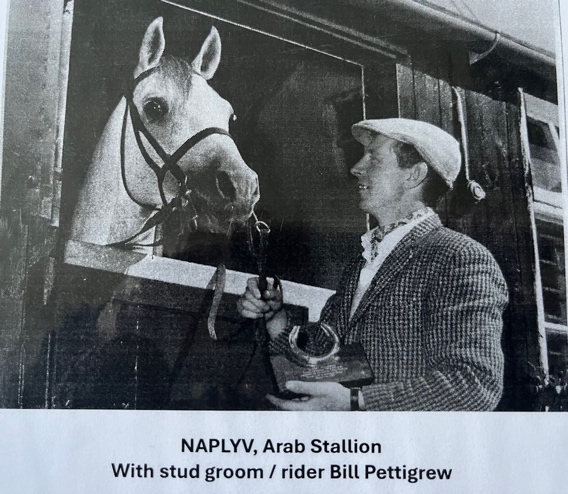 NAPLYV, Arab Stallion
With stud groom / rider Bill Pettigrew